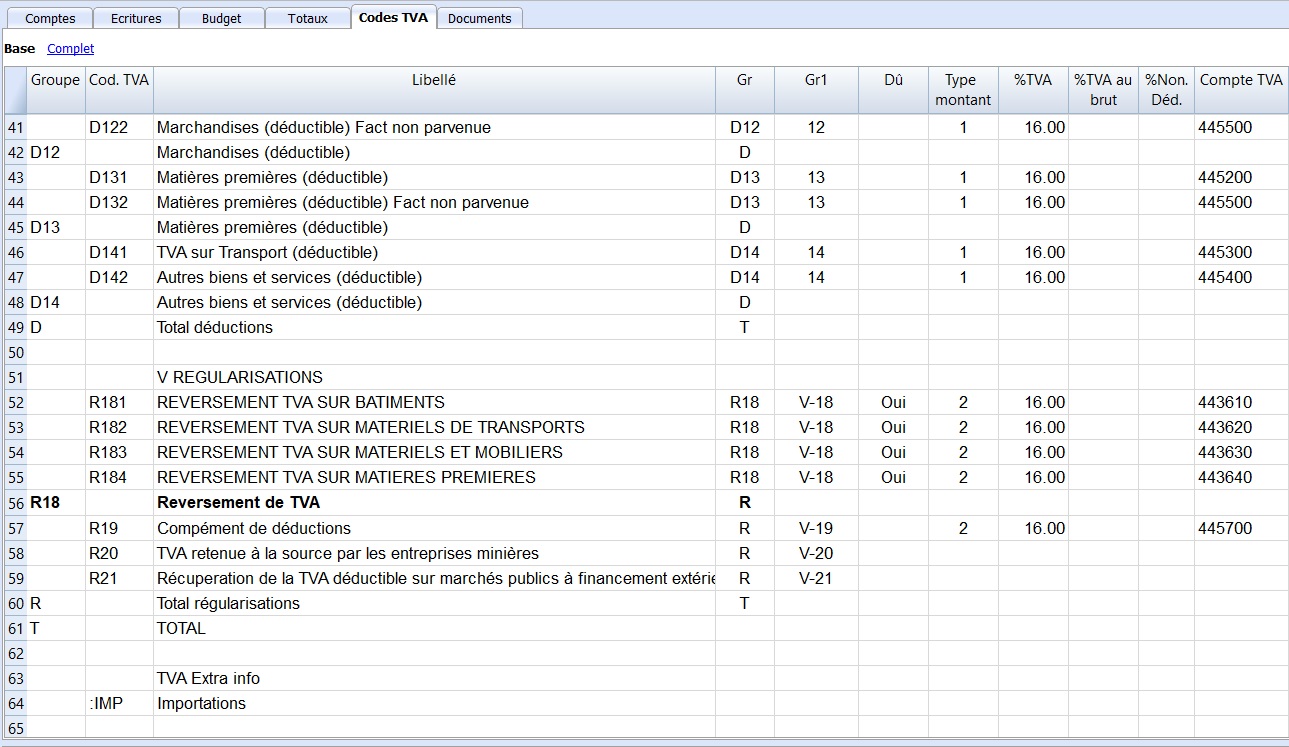 Comptes Ecritures Budget Totaux Codes TVA Documents
Base Complet
Groupe Cod. TVA Libellé Gr Gr1 Dû Type montant %TVA %TVA au brut %Non. Déd. Compte TVA
41 D122 Marchandises (déductible) Fact non parvenue D12 12 1 16.00 445500
42 D12 Marchandises (déductible) D
43 D131 Matières premières (déductible) D13 13 1 16.00 445200
44 D132 Matières premières (déductible) Fact non parvenue D13 13 1 16.00 445500
45 D13 Matières premières (déductible) D
46 D141 TVA sur Transport (déductible) D14 14 1 16.00 445300
47 D142 Autres biens et services (déductible) D14 14 1 16.00 445400
48 D14 Autres biens et services (déductible) D
49 D Total déductions T
50
51 V REGULARISATIONS
52 R181 REVERSEMENT TVA SUR BATIMENTS R18 V-18 Oui 2 16.00 443610
53 R182 REVERSEMENT TVA SUR MATERIELS DE TRANSPORTS R18 V-18 Oui 2 16.00 443620
54 R183 REVERSEMENT TVA SUR MATERIELS ET MOBILIERS R18 V-18 Oui 2 16.00 443630
55 R184 REVERSEMENT TVA SUR MATIERES PREMIERES R18 V-18 Oui 2 16.00 443640
56 R18 Reversement de TVA R
57 R19 Compément de déductions R V-19 2 16.00 445700
58 R20 TVA retenue à la source par les entreprises minières R V-20
59 R21 Récuperation de la TVA déductible sur marchés publics à financement extérie R V-21
60 R Total régularisations T
61 T TOTAL
62
63 TVA Extra info
64 :IMP Importations
65